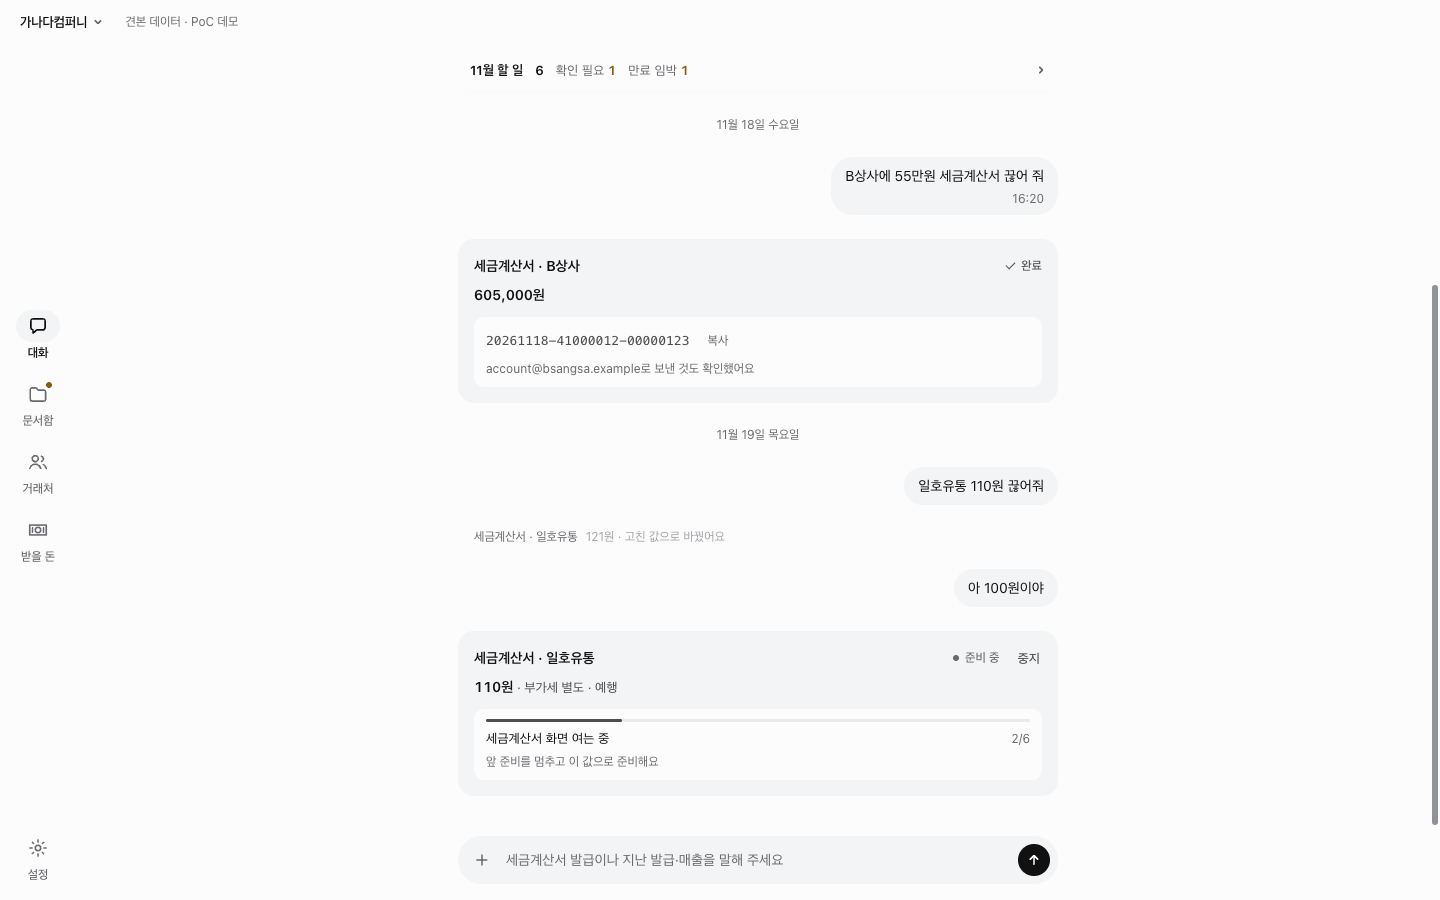 가나다컴퍼니
견본 데이터 · PoC 데모
11월 할 일 6 확인 필요 1 만료 임박 1
11월 18일 수요일
B상사에 55만원 세금계산서 끊어 줘
16:20
세금계산서 · B상사
완료
605,000원
20261118-41000012-00000123 복사
account@bsangsa.example로 보낸 것도 확인했어요
11월 19일 목요일
일호유통 110원 끊어줘
세금계산서 · 일호유통 121원 · 고친 값으로 바꿨어요
아 100원이야
세금계산서 · 일호유통
준비 중 중지
110원 · 부가세 별도 · 예행
세금계산서 화면 여는 중
2/6
앞 준비를 멈추고 이 값으로 준비해요
세금계산서 발급이나 지난 발급·매출을 말해 주세요
대화
문서함
거래처
받을 돈
설정